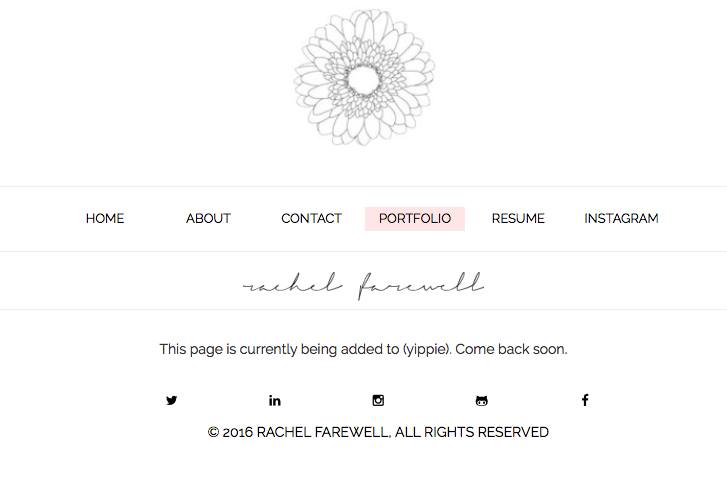 HOME ABOUT CONTACT PORTFOLIO RESUME INSTAGRAM
rachel farewell
This page is currently being added to (yippie). Come back soon.
© 2016 RACHEL FAREWELL, ALL RIGHTS RESERVED